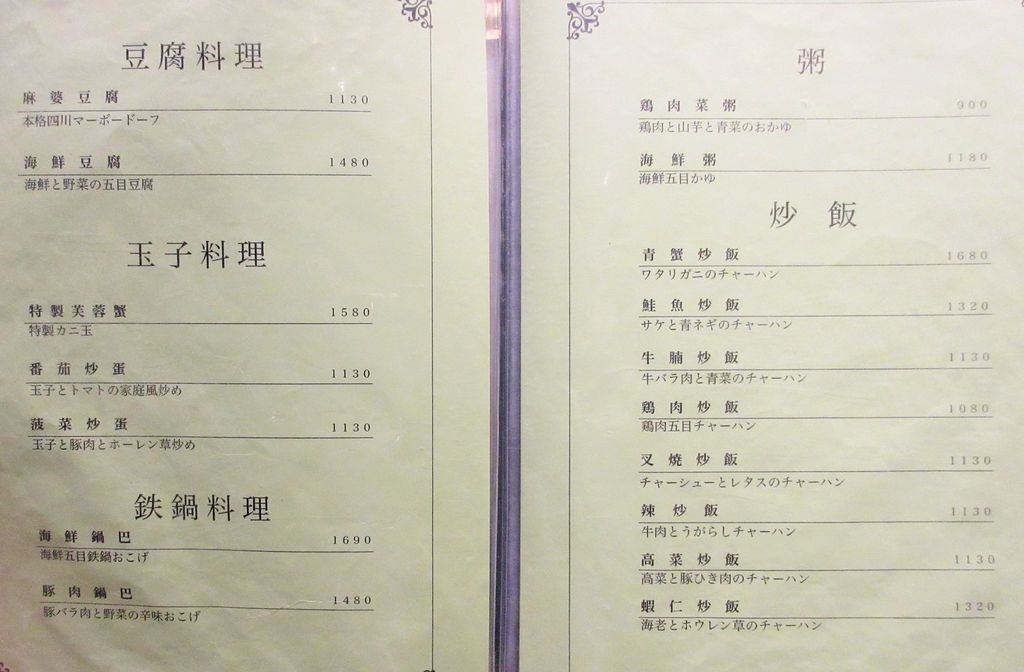 豆腐料理
麻婆豆腐 1130
本格四川マーボードーフ
海鮮豆腐 1480
海鮮と野菜の五目豆腐
玉子料理
特製芙蓉蟹 1580
特製カニ玉
番茄炒蛋 1130
玉子とトマトの家庭風炒め
菠菜炒蛋 1130
玉子と豚肉とホーレン草炒め
鉄鍋料理
海鮮鍋巴 1690
海鮮五目鉄鍋おこげ
豚肉鍋巴 1480
豚バラ肉と野菜の辛味おこげ
粥
鶏肉菜粥 900
鶏肉と山芋と青菜のおかゆ
海鮮粥 1180
海鮮五目かゆ
炒飯
青蟹炒飯 1680
ワタリガニのチャーハン
鮭魚炒飯 1320
サケと青ネギのチャーハン
牛腩炒飯 1130
牛バラ肉と青菜のチャーハン
鶏肉炒飯 1080
鶏肉五目チャーハン
叉焼炒飯 1130
チャーシューとレタスのチャーハン
辣炒飯 1130
牛肉とうがらしチャーハン
高菜炒飯 1130
高菜と豚ひき肉のチャーハン
蝦仁炒飯 1320
海老とホウレン草のチャーハン